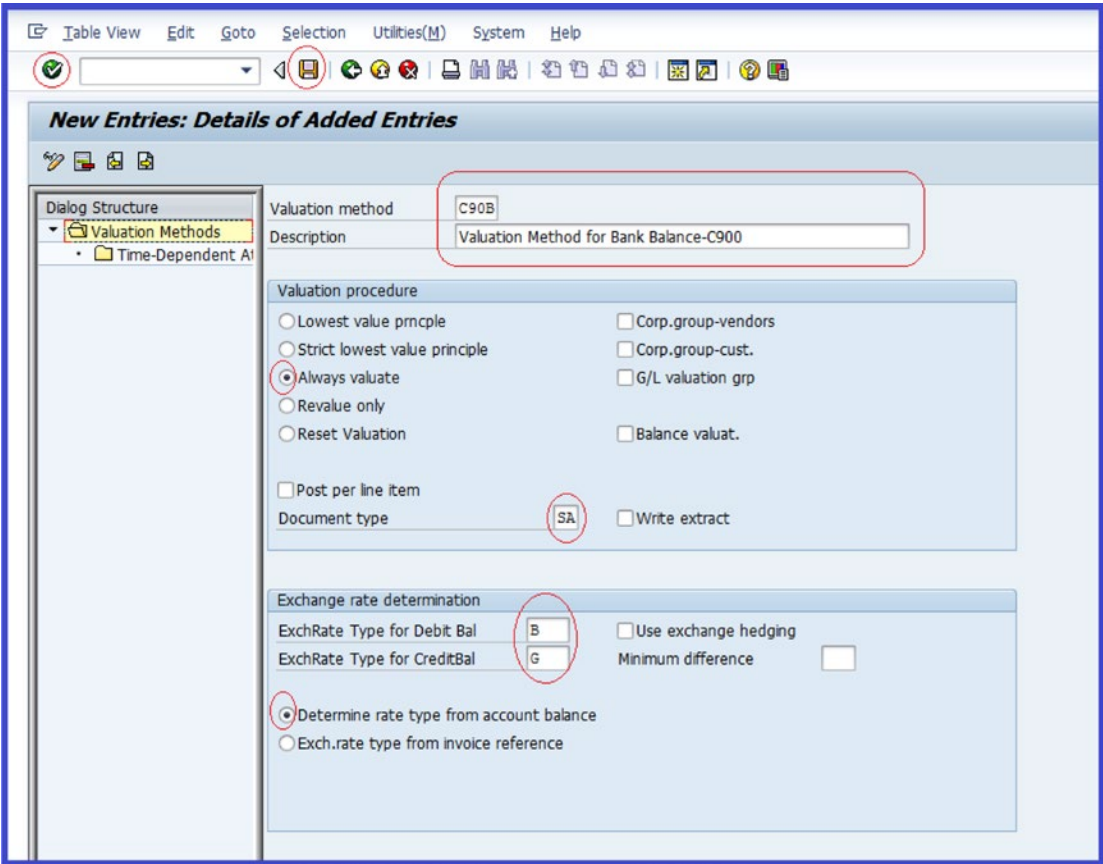 Table View Edit Goto Selection Utilities(M) System Help
New Entries: Details of Added Entries
Dialog Structure
Valuation Methods
Time-Dependent At
Valuation method C90B
Description Valuation Method for Bank Balance-C900
Valuation procedure
Lowest value prncple Corp.group-vendors
Strict lowest value principle Corp.group-cust.
Always valuate G/L valuation grp
Revalue only
Reset Valuation Balance valuat.
Post per line item
Document type SA Write extract
Exchange rate determination
ExchRate Type for Debit Bal B Use exchange hedging
ExchRate Type for CreditBal G Minimum difference
Determine rate type from account balance
Exch.rate type from invoice reference